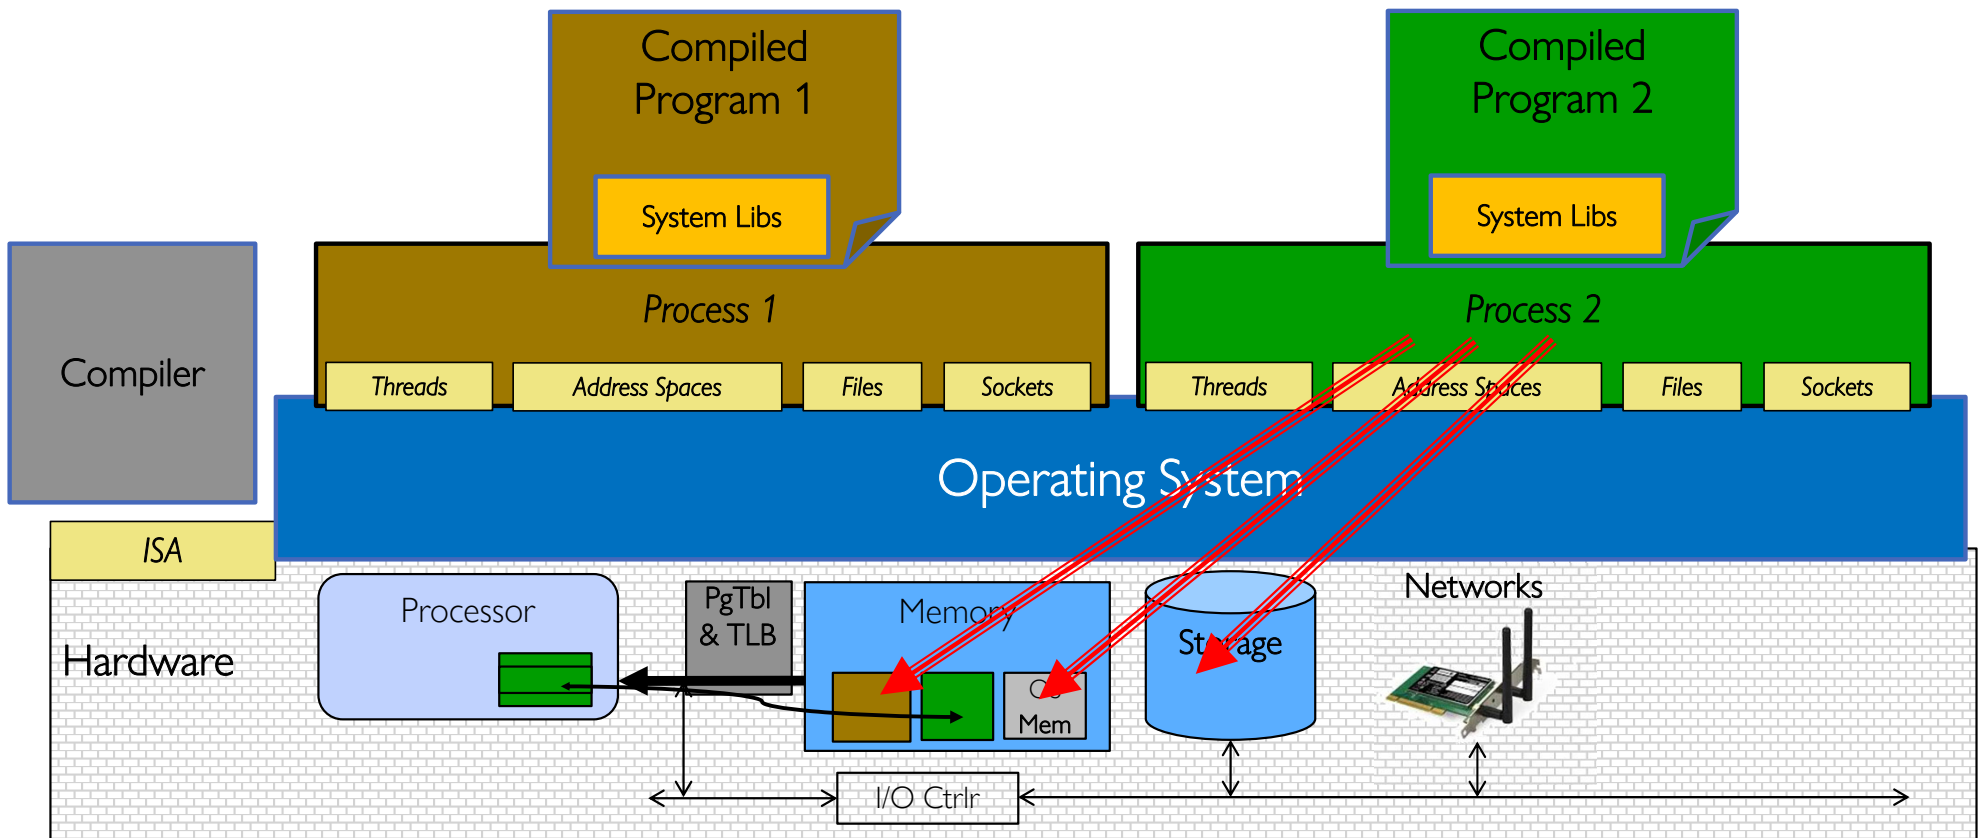 Compiled
Program 1
System Libs
Compiled
Program 2
System Libs
Compiler
Process 1
Threads
Address Spaces
Files
Sockets
Process 2
Threads
Address Spaces
Files
Sockets
Operating System
ISA
Hardware
Processor
PgTbl
& TLB
Memory
OS
Mem
Storage
Networks
I/O Ctrlr